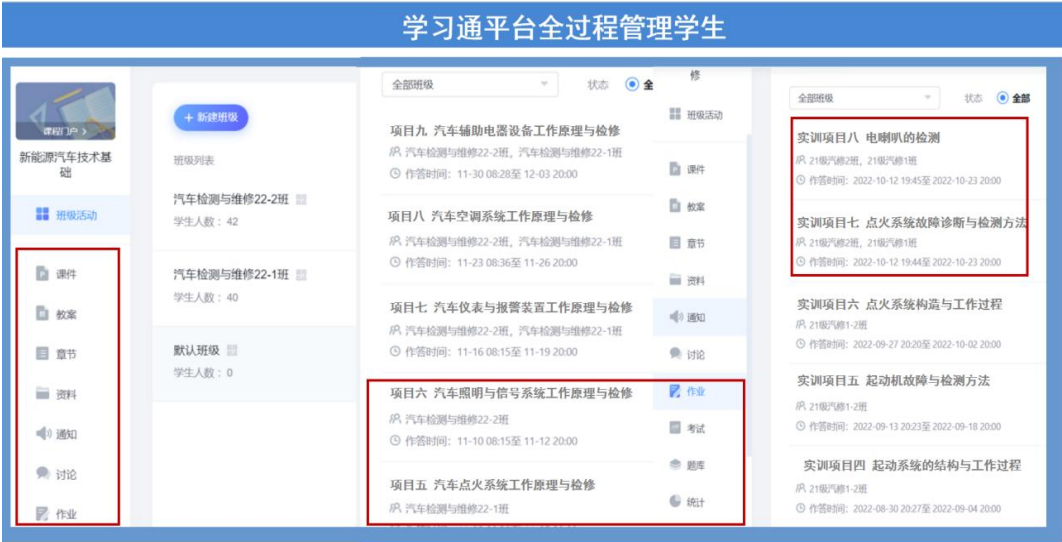 学习通平台全过程管理学生
课程门户 >
新能源汽车技术基
础
班级活动
课件
教案
章节
资料
通知
讨论
作业
+ 新建班级
班级列表
汽车检测与维修22-2班
学生人数：42
汽车检测与维修22-1班
学生人数：40
默认班级
学生人数：0
全部班级
状态
全
项目九 汽车辅助电器设备工作原理与检修
汽车检测与维修22-2班，汽车检测与维修22-1班
作答时间：11-30 08:28至 12-03 20:00
项目八 汽车空调系统工作原理与检修
汽车检测与维修22-2班，汽车检测与维修22-1班
作答时间：11-23 08:36至 11-26 20:00
项目七 汽车仪表与报警装置工作原理与检修
汽车检测与维修22-2班，汽车检测与维修22-1班
作答时间：11-16 08:15至 11-19 20:00
项目六 汽车照明与信号系统工作原理与检修
汽车检测与维修22-2班
作答时间：11-10 08:15至 11-12 20:00
项目五 汽车点火系统工作原理与检修
汽车检测与维修22-1班
修
班级活动
课件
教案
章节
资料
通知
讨论
作业
考试
题库
统计
全部班级
状态
全部
实训项目八 电喇叭的检测
21级汽修2班，21级汽修1班
作答时间：2022-10-12 19:45至 2022-10-23 20:00
实训项目七 点火系统故障诊断与检测方法
21级汽修2班，21级汽修1班
作答时间：2022-10-12 19:44至 2022-10-23 20:00
实训项目六 点火系统构造与工作过程
21级汽修1-2班
作答时间：2022-09-27 20:20至 2022-10-02 20:00
实训项目五 起动机故障与检测方法
21级汽修1-2班
作答时间：2022-09-13 20:23至 2022-09-18 20:00
实训项目四 起动系统的结构与工作过程
21级汽修1-2班
作答时间：2022-08-30 20:27至 2022-09-04 20:00